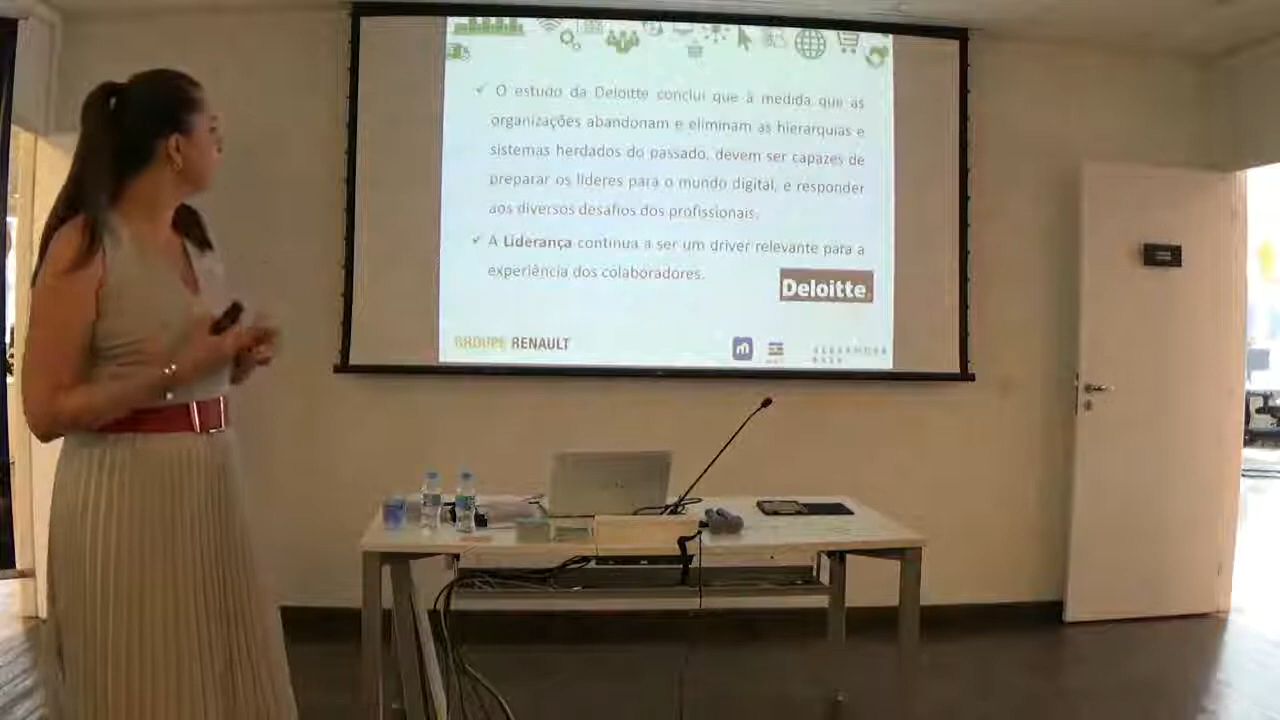 ✓ O estudo da Deloitte conclui que à medida que as
organizações abandonam e eliminam as hierarquias e
sistemas herdados do passado, devem ser capazes de
preparar os líderes para o mundo digital, e responder
aos diversos desafios dos profissionais.
✓ A Liderança continua a ser um driver relevante para a
experiência dos colaboradores.
Deloitte.
GROUPE RENAULT